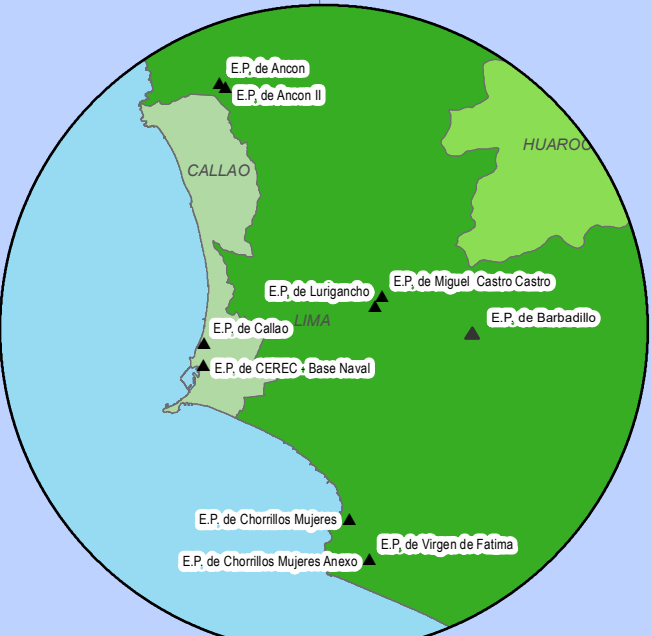 E.P. de Ancon
E.P. de Ancon II
HUAROC
CALLAO
E.P. de Miguel Castro Castro
E.P. de Lurigancho
E.P. de Barbadillo
LIMA
E.P. de Callao
E.P. de CEREC - Base Naval
E.P. de Chorrillos Mujeres
E.P. de Virgen de Fatima
E.P. de Chorrillos Mujeres Anexo